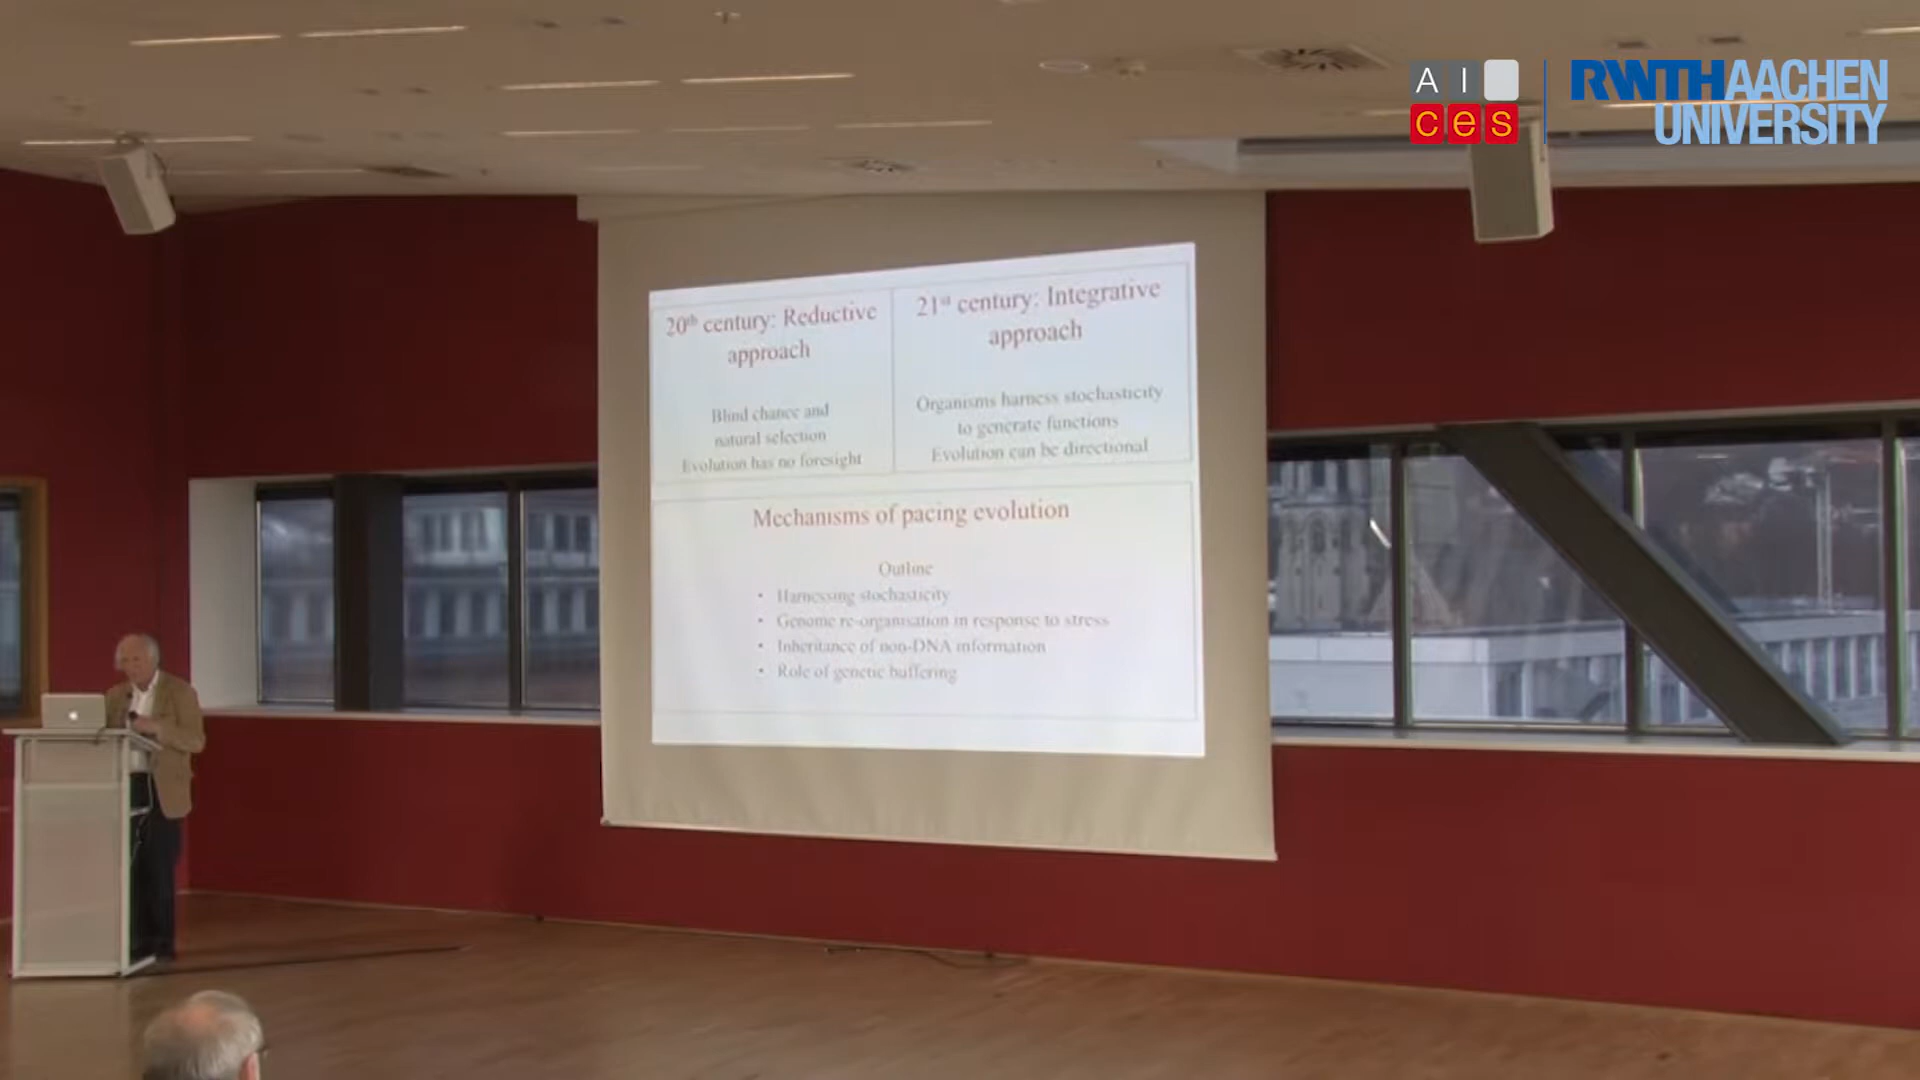 AI
ces
RWTHAACHEN
UNIVERSITY
20th century: Reductive
approach
Blind chance and
natural selection
Evolution has no foresight
21st century: Integrative
approach
Organisms harness stochasticity
to generate functions
Evolution can be directional
Mechanisms of pacing evolution
Outline
• Harnessing stochasticity
• Genome re-organisation in response to stress
• Inheritance of non-DNA information
• Role of genetic buffering